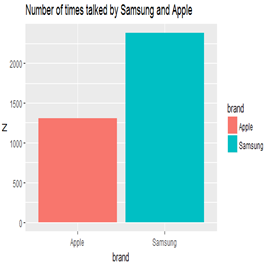 Number of times talked by Samsung and Apple
2000
1500
1000
500
0
N
Apple
Samsung
brand
brand
Apple
Samsung